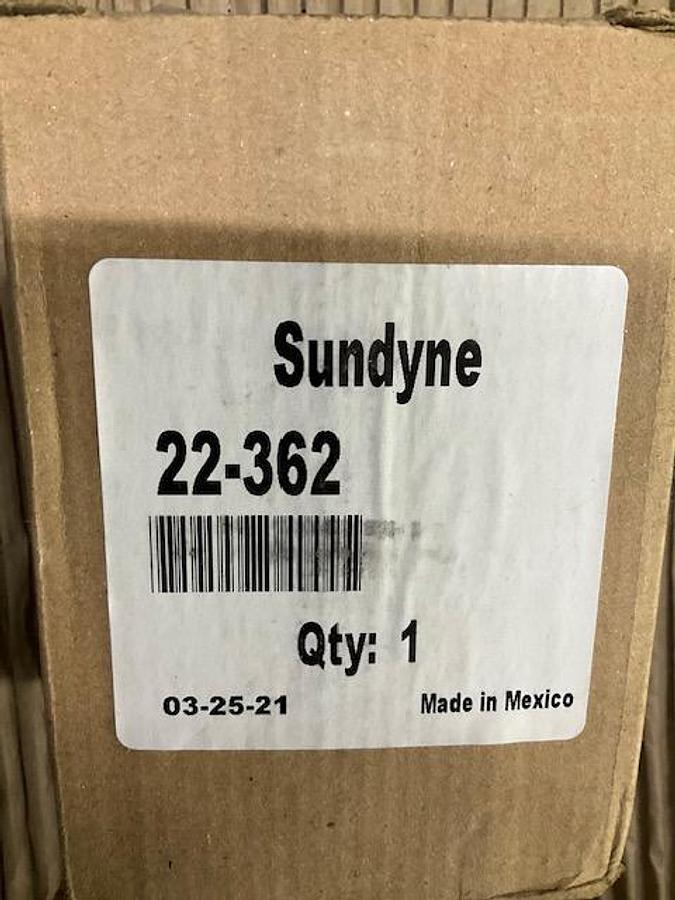 Sundyne
22-362
Qty: 1
03-25-21 Made in Mexico